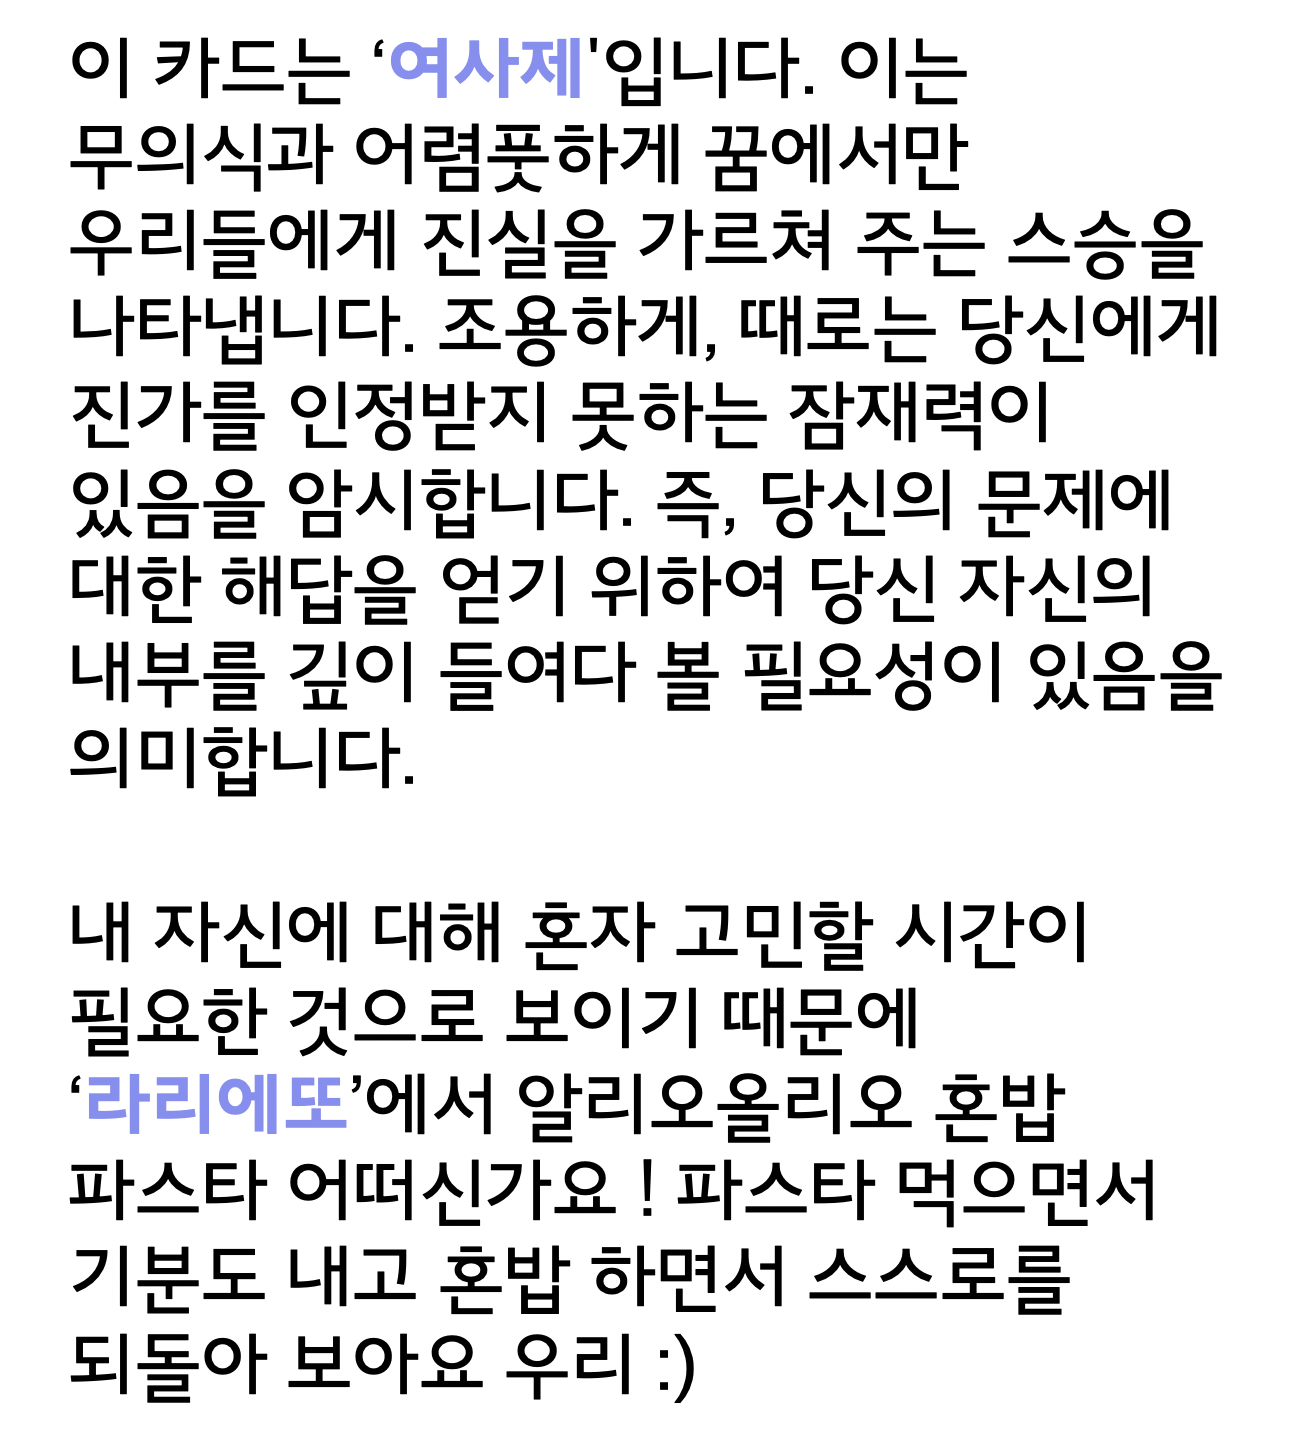 이 카드는 ‘여사제'입니다. 이는
무의식과 어렴풋하게 꿈에서만
우리들에게 진실을 가르쳐 주는 스승을
나타냅니다. 조용하게, 때로는 당신에게
진가를 인정받지 못하는 잠재력이
있음을 암시합니다. 즉, 당신의 문제에
대한 해답을 얻기 위하여 당신 자신의
내부를 깊이 들여다 볼 필요성이 있음을
의미합니다.
내 자신에 대해 혼자 고민할 시간이
필요한 것으로 보이기 때문에
‘라리에또’에서 알리오올리오 혼밥
파스타 어떠신가요 ! 파스타 먹으면서
기분도 내고 혼밥 하면서 스스로를
되돌아 보아요 우리 :)